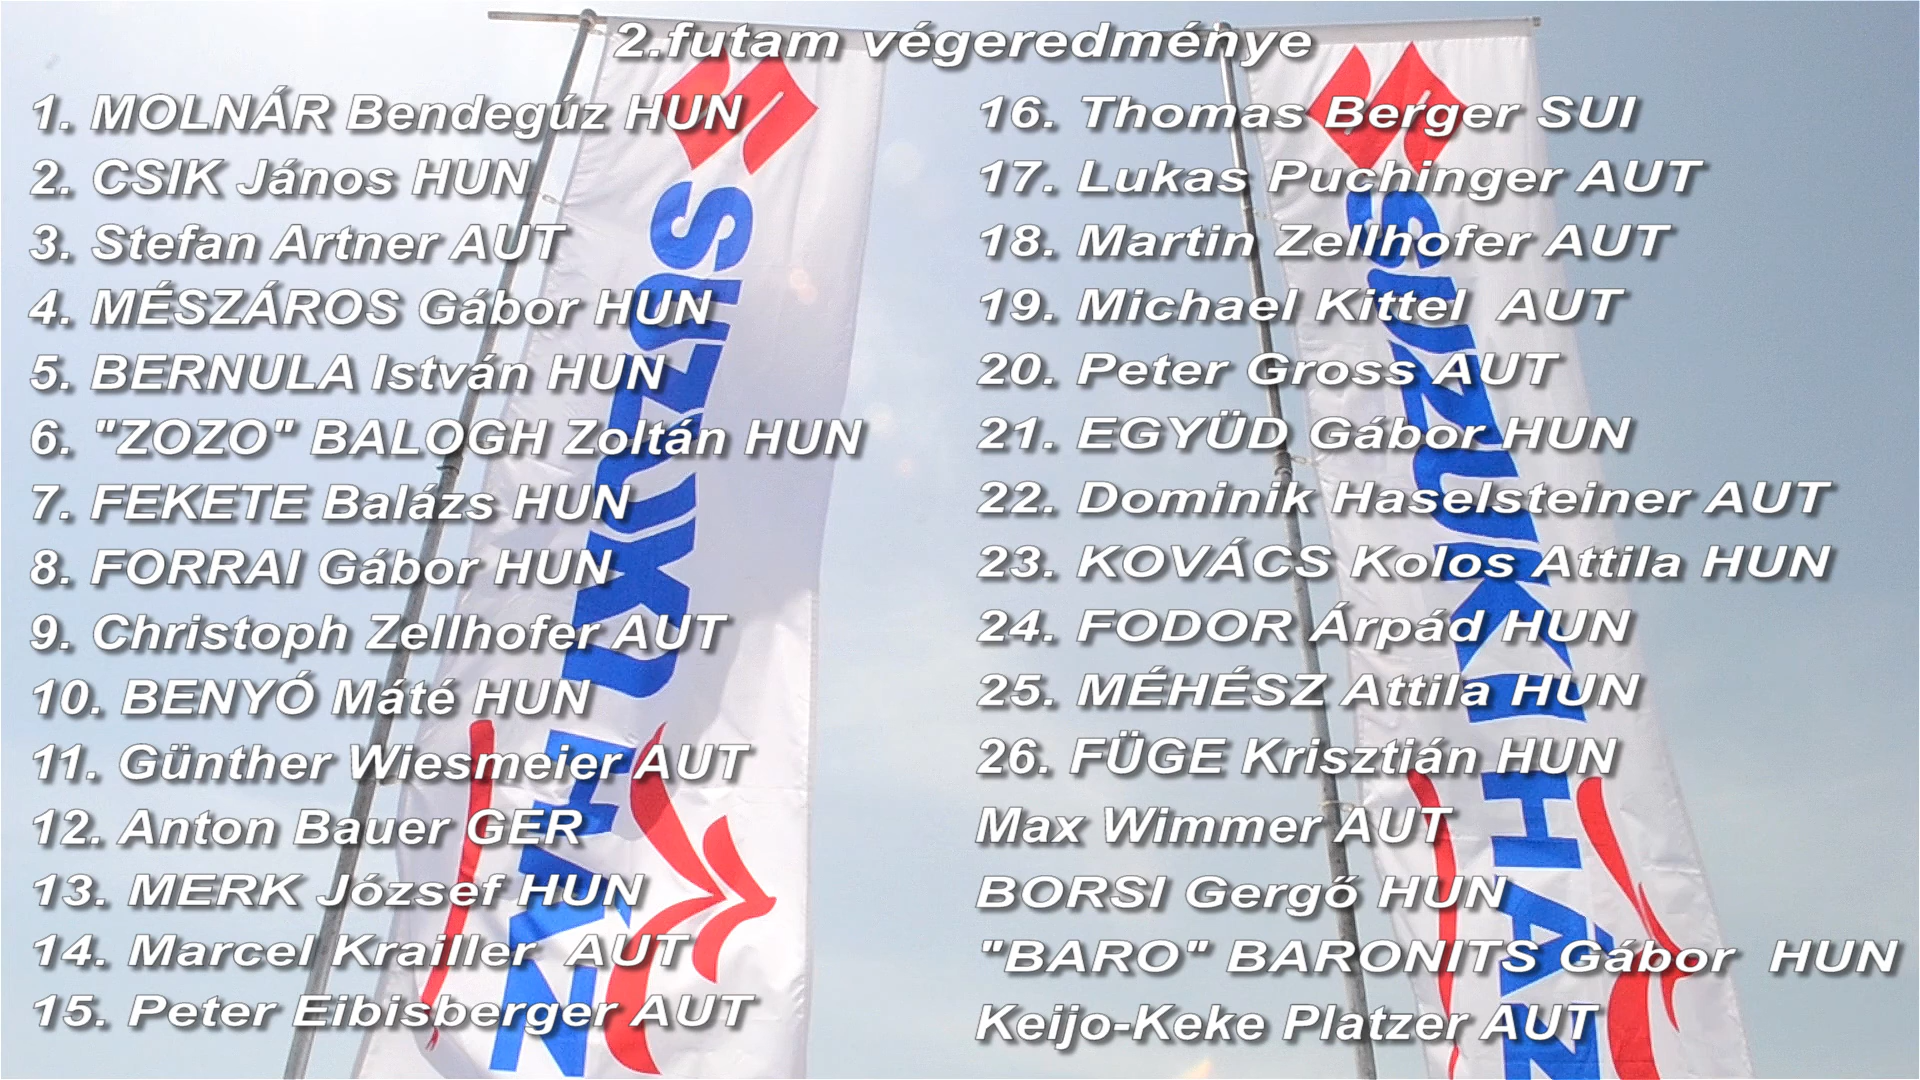 2.futam végeredménye
1. MOLNÁR Bendegúz HUN
2. CSIK János HUN
3. Stefan Artner AUT
4. MÉSZÁROS Gábor HUN
5. BERNULA István HUN
6. "ZOZO" BALOGH Zoltán HUN
7. FEKETE Balázs HUN
8. FORRAI Gábor HUN
9. Christoph Zellhofer AUT
10. BENYÓ Máté HUN
11. Günther Wiesmeier AUT
12. Anton Bauer GER
13. MERK József HUN
14. Marcel Krailler AUT
15. Peter Eibisberger AUT
16. Thomas Berger SUI
17. Lukas Puchinger AUT
18. Martin Zellhofer AUT
19. Michael Kittel AUT
20. Peter Gross AUT
21. EGYÜD Gábor HUN
22. Dominik Haselsteiner AUT
23. KOVÁCS Kolos Attila HUN
24. FODOR Árpád HUN
25. MÉHÉSZ Attila HUN
26. FÜGE Krisztián HUN
Max Wimmer AUT
BORSI Gergő HUN
"BARO" BARONITS Gábor HUN
Keijo-Keke Platzer AUT
SUZUKI HÁZ
SUZUKI HÁZ